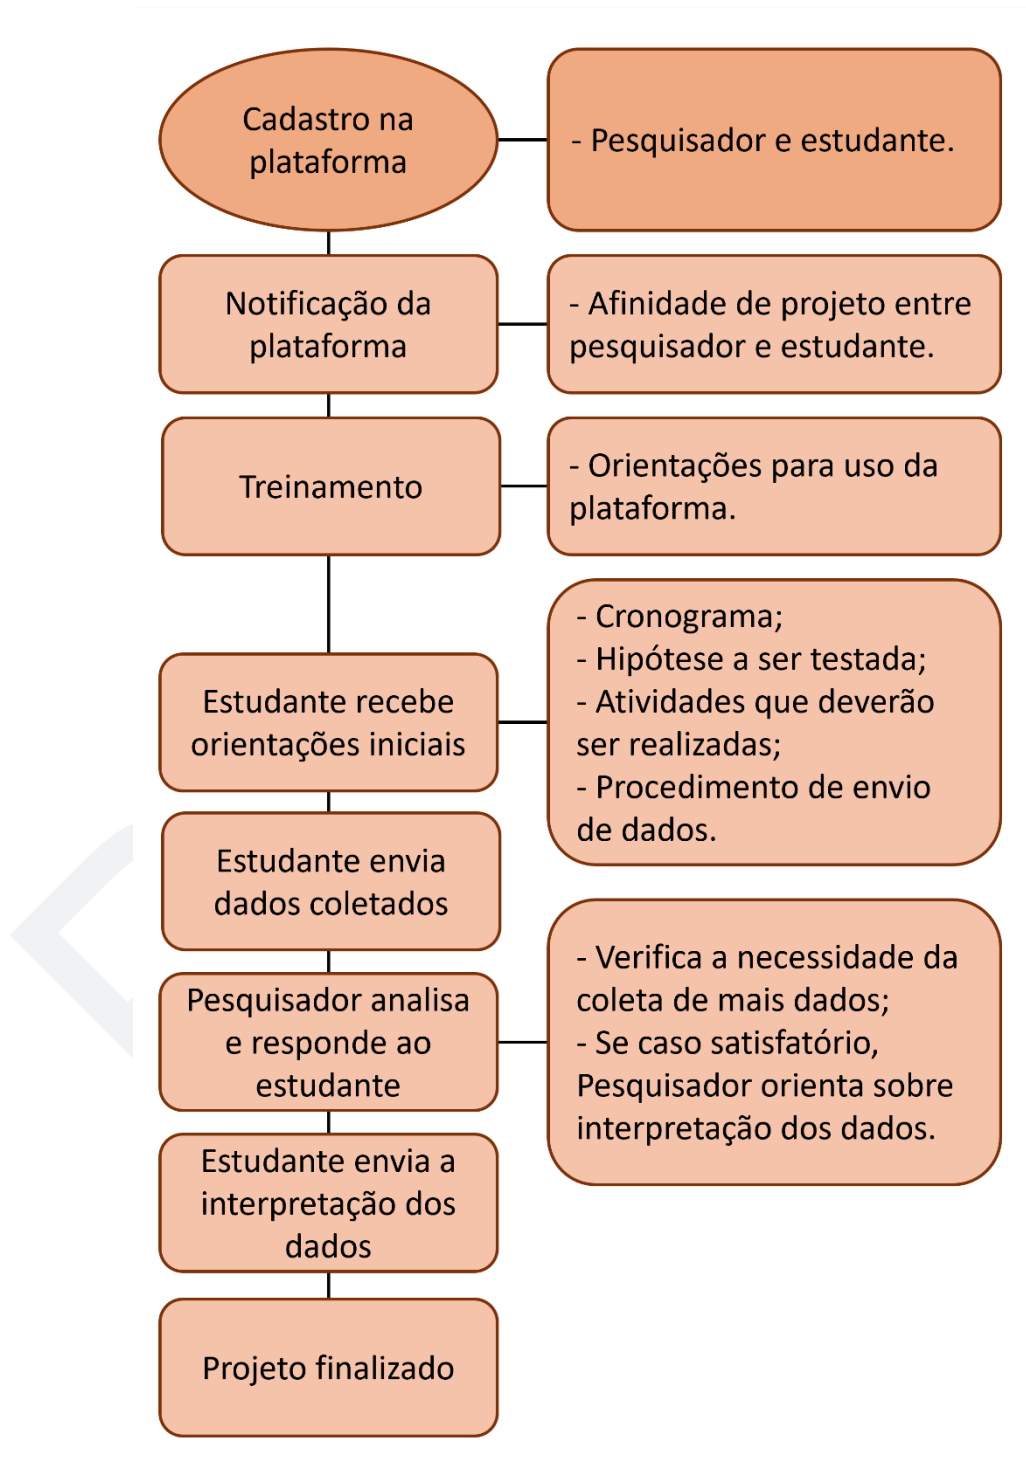 Cadastro na
plataforma
- Pesquisador e estudante.
Notificação da
plataforma
- Afinidade de projeto entre
pesquisador e estudante.
Treinamento
- Orientações para uso da
plataforma.
Estudante recebe
orientações iniciais
- Cronograma;
- Hipótese a ser testada;
- Atividades que deverão
ser realizadas;
- Procedimento de envio
de dados.
Estudante envia
dados coletados
Pesquisador analisa
e responde ao
estudante
- Verifica a necessidade da
coleta de mais dados;
- Se caso satisfatório,
Pesquisador orienta sobre
interpretação dos dados.
Estudante envia a
interpretação dos
dados
Projeto finalizado